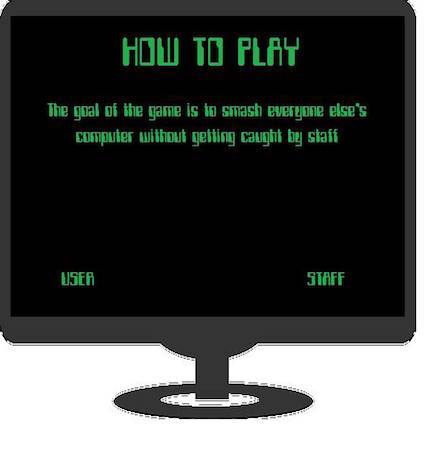 HOW TO PLAY
The goal of the game is to smash everyone else's
computer without getting caught by staff
USER STAFF